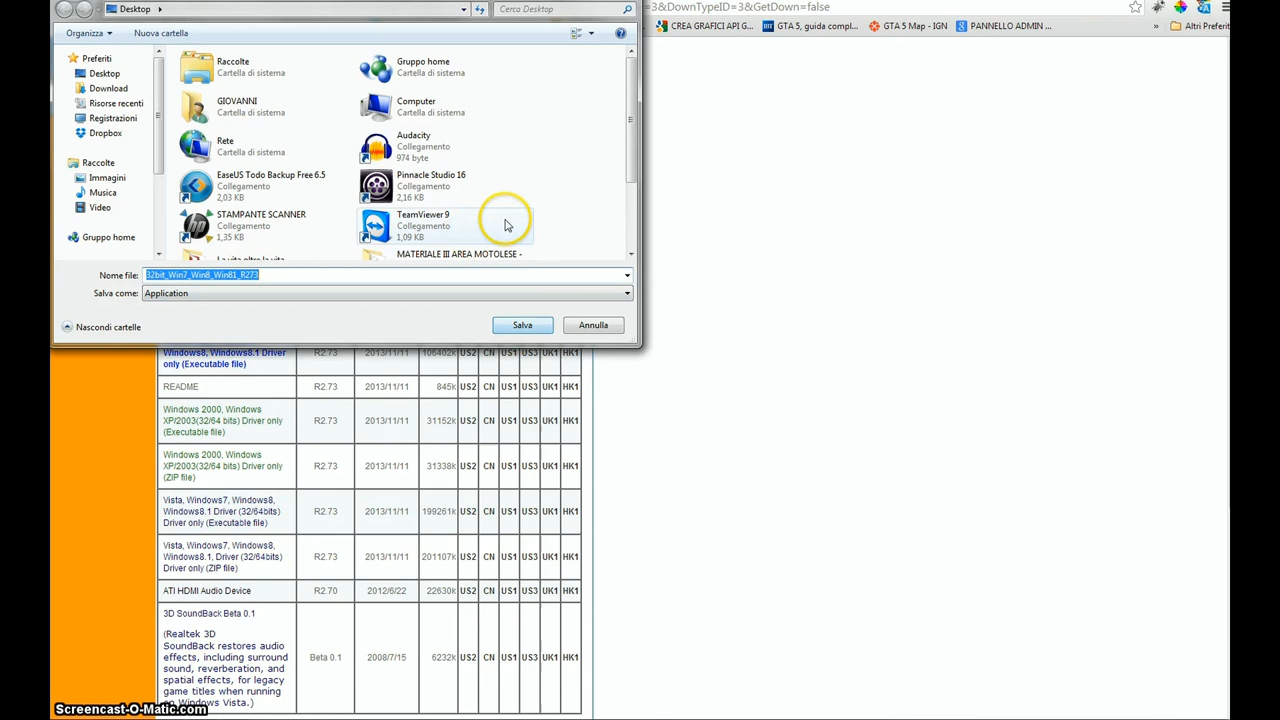 Desktop
Cerca Desktop
=3&DownTypeID=3&GetDown=false
Organizza
Nuova cartella
CREA GRAFICI API G...
GTA 5, guida compl...
GTA 5 Map - IGN
PANNELLO ADMIN ...
»
Altri Preferit
Preferiti
Desktop
Download
Risorse recenti
Registrazioni
Dropbox
Raccolte
Immagini
Musica
Video
Gruppo home
Raccolte
Cartella di sistema
Gruppo home
Cartella di sistema
GIOVANNI
Cartella di sistema
Computer
Cartella di sistema
Rete
Cartella di sistema
Audacity
Collegamento
974 byte
EaseUS Todo Backup Free 6.5
Collegamento
2,03 KB
Pinnacle Studio 16
Collegamento
2,16 KB
STAMPANTE SCANNER
Collegamento
1,35 KB
TeamViewer 9
Collegamento
1,09 KB
La vita oltre la vita
MATERIALE III AREA MOTOLESE -
Nome file: 32bit_Win7_Win8_Win81_R273
Salva come: Application
Nascondi cartelle
Salva
Annulla
Windows8, Windows8.1 Driver
only (Executable file)
R2.73 2013/11/11 106402k US2 CN US1 US3 UK1 HK1
README R2.73 2013/11/11 845k US2 CN US1 US3 UK1 HK1
Windows 2000, Windows
XP/2003(32/64 bits) Driver only
(Executable file)
R2.73 2013/11/11 31152k US2 CN US1 US3 UK1 HK1
Windows 2000, Windows
XP/2003(32/64 bits) Driver only
(ZIP file)
R2.73 2013/11/11 31338k US2 CN US1 US3 UK1 HK1
Vista, Windows7, Windows8,
Windows8.1 Driver (32/64bits)
Driver only (Executable file)
R2.73 2013/11/11 199261k US2 CN US1 US3 UK1 HK1
Vista, Windows7, Windows8,
Windows8.1, Driver (32/64bits)
Driver only (ZIP file)
R2.73 2013/11/11 201107k US2 CN US1 US3 UK1 HK1
ATI HDMI Audio Device R2.70 2012/6/22 22630k US2 CN US1 US3 UK1 HK1
3D SoundBack Beta 0.1
(Realtek 3D
SoundBack restores audio
effects, including surround
sound, reverberation, and
spatial effects, for legacy
game titles when running
on Windows Vista.)
Beta 0.1 2008/7/15 6232k US2 CN US1 US3 UK1 HK1
Screencast-O-Matic.com